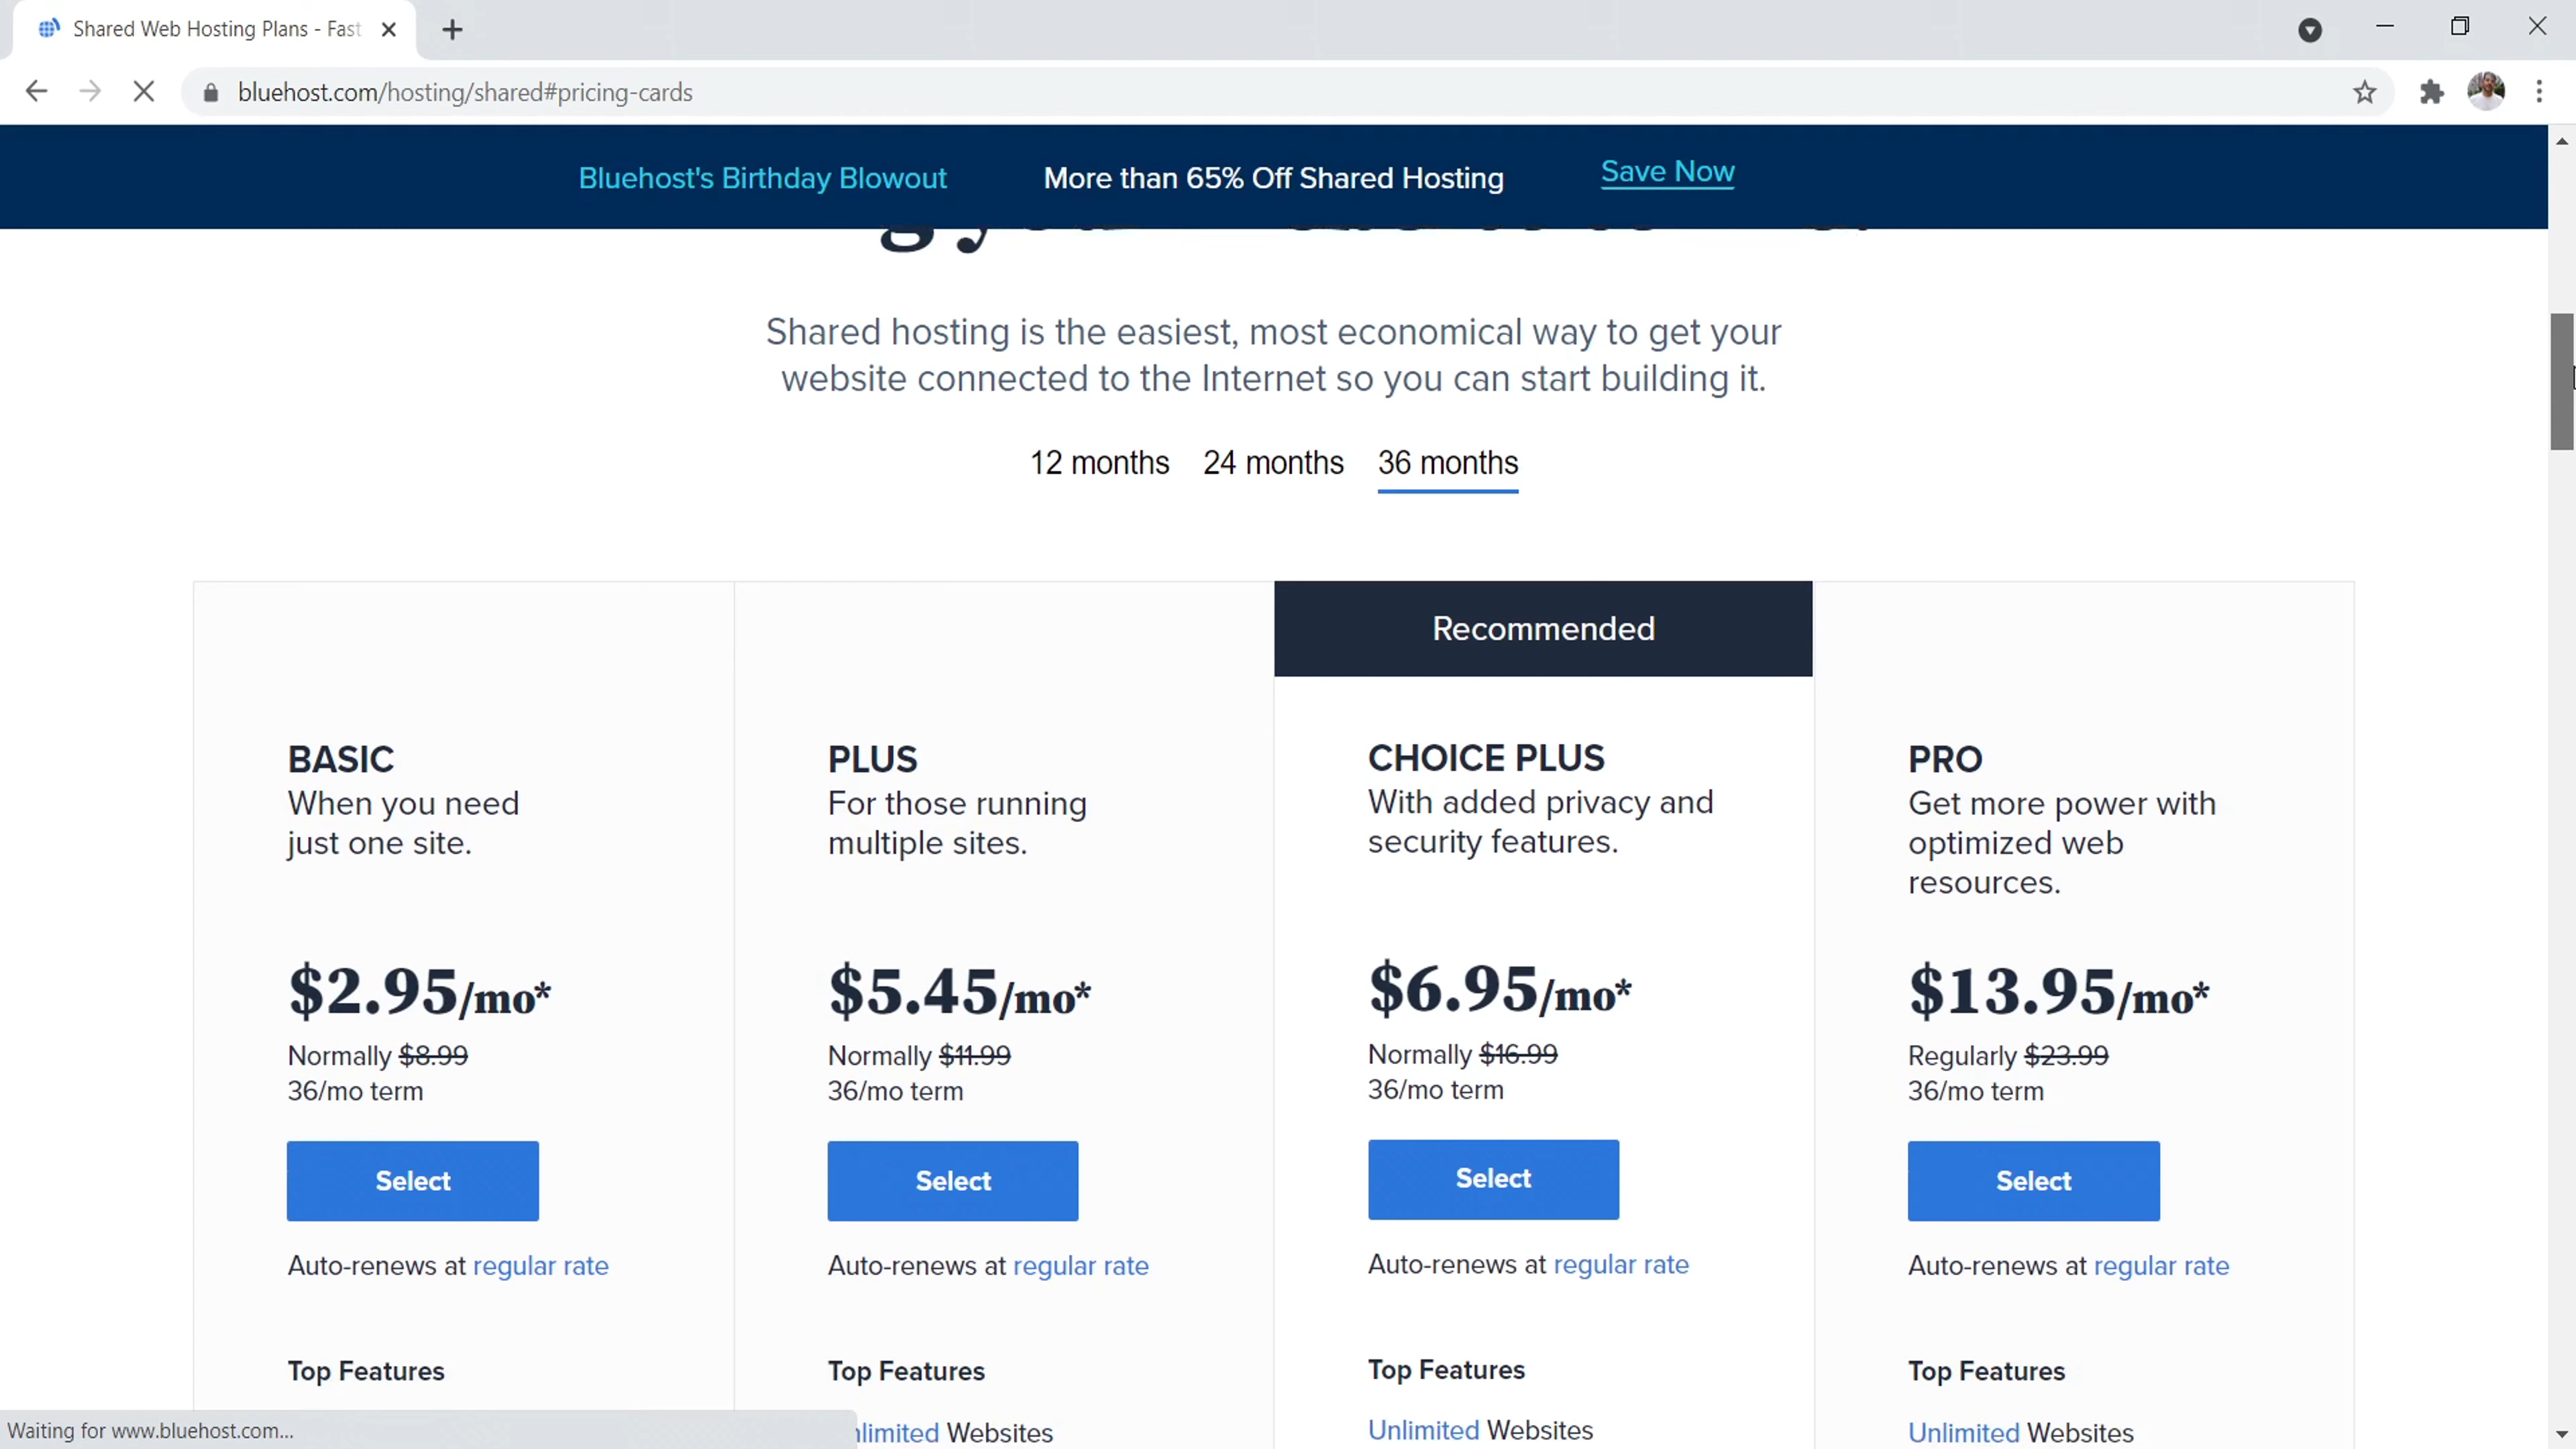 Shared Web Hosting Plans - Fast
bluehost.com/hosting/shared#pricing-cards
Bluehost's Birthday Blowout More than 65% Off Shared Hosting Save Now
Shared hosting is the easiest, most economical way to get your
website connected to the Internet so you can start building it.
12 months 24 months 36 months
Recommended
BASIC
When you need
just one site.
$2.95/mo*
Normally $8.99
36/mo term
Select
Auto-renews at regular rate
Top Features
PLUS
For those running
multiple sites.
$5.45/mo*
Normally $11.99
36/mo term
Select
Auto-renews at regular rate
Top Features
nlimited Websites
CHOICE PLUS
With added privacy and
security features.
$6.95/mo*
Normally $16.99
36/mo term
Select
Auto-renews at regular rate
Top Features
Unlimited Websites
PRO
Get more power with
optimized web
resources.
$13.95/mo*
Regularly $23.99
36/mo term
Select
Auto-renews at regular rate
Top Features
Unlimited Websites
Waiting for www.bluehost.com...